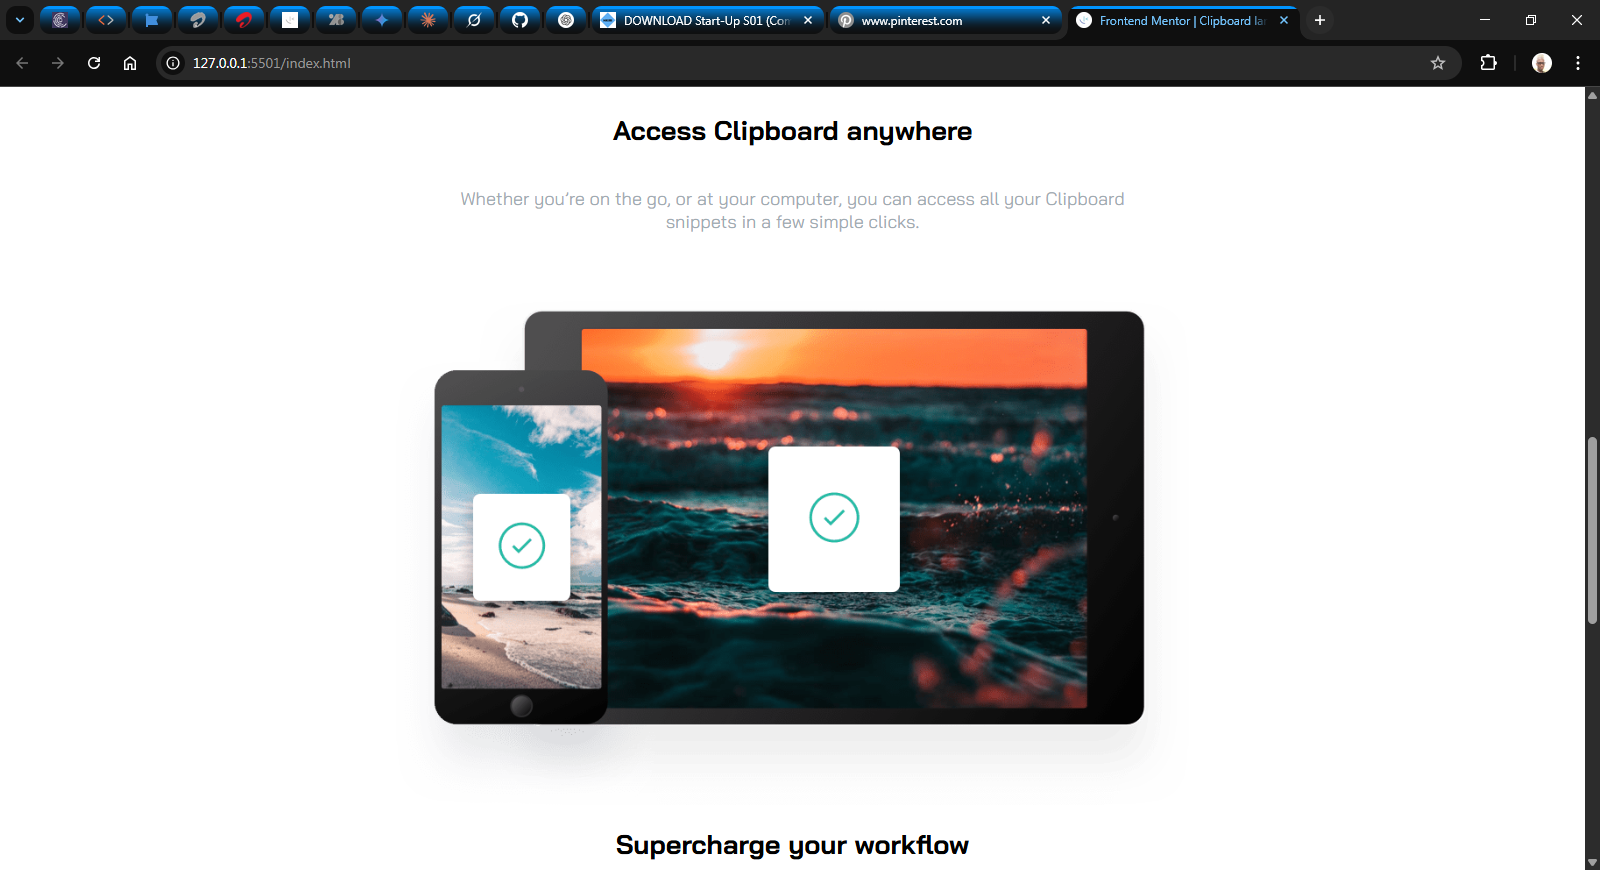 DOWNLOAD Start-Up S01 (Con
www.pinterest.com
Frontend Mentor | Clipboard la
127.0.0.1:5501/index.html
Access Clipboard anywhere
Whether you’re on the go, or at your computer, you can access all your Clipboard
snippets in a few simple clicks.
Supercharge your workflow